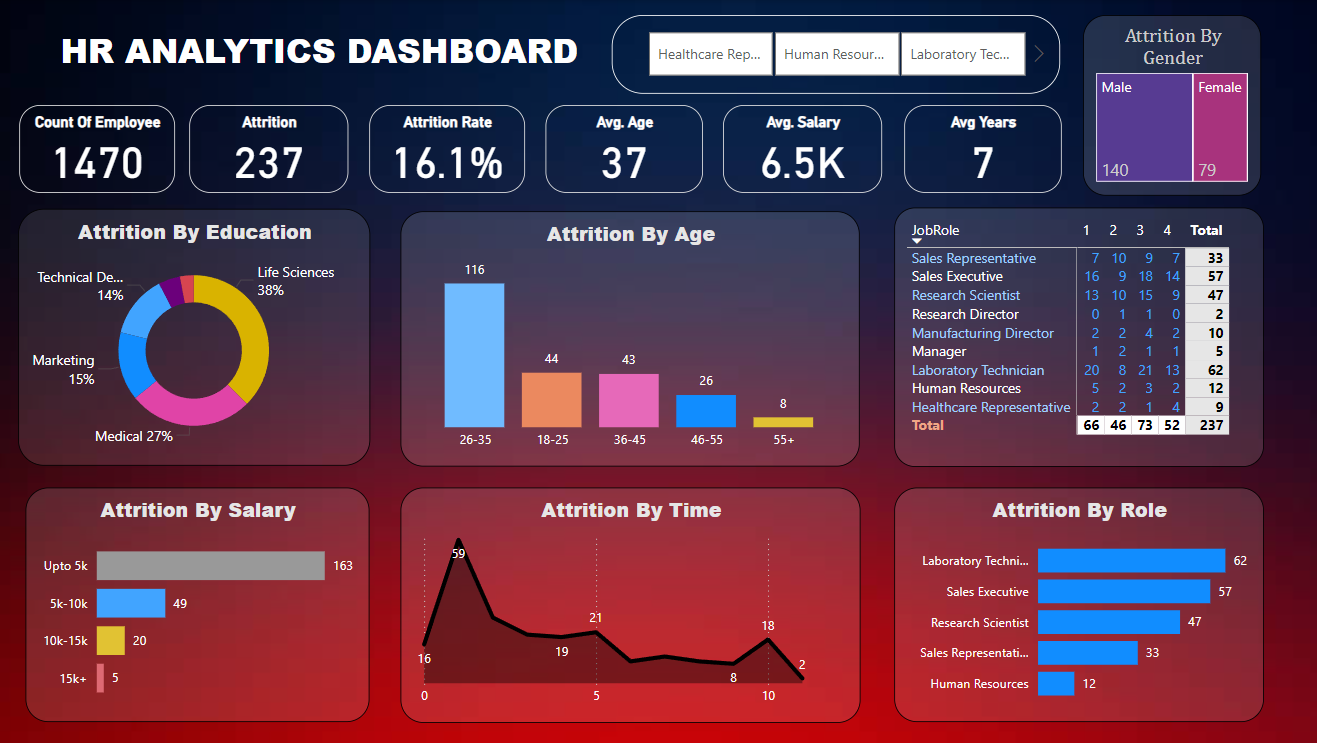 HR ANALYTICS DASHBOARD
Healthcare Rep...
Human Resour...
Laboratory Tec...
Attrition By
Gender
Male
Female
140
79
Count Of Employee
1470
Attrition
237
Attrition Rate
16.1%
Avg. Age
37
Avg. Salary
6.5K
Avg Years
7
Attrition By Education
Life Sciences
38%
Technical De...
14%
Marketing
15%
Medical 27%
Attrition By Age
116
44
43
26
8
26-35
18-25
36-45
46-55
55+
JobRole 1 2 3 4 Total
Sales Representative 7 10 9 7 33
Sales Executive 16 9 18 14 57
Research Scientist 13 10 15 9 47
Research Director 0 1 1 0 2
Manufacturing Director 2 2 4 2 10
Manager 1 2 1 1 5
Laboratory Technician 20 8 21 13 62
Human Resources 5 2 3 2 12
Healthcare Representative 2 2 1 4 9
Total 66 46 73 52 237
Attrition By Salary
Upto 5k 163
5k-10k 49
10k-15k 20
15k+ 5
Attrition By Time
59
16
19
21
8
18
2
0 5 10
Attrition By Role
Laboratory Techni... 62
Sales Executive 57
Research Scientist 47
Sales Representati... 33
Human Resources 12